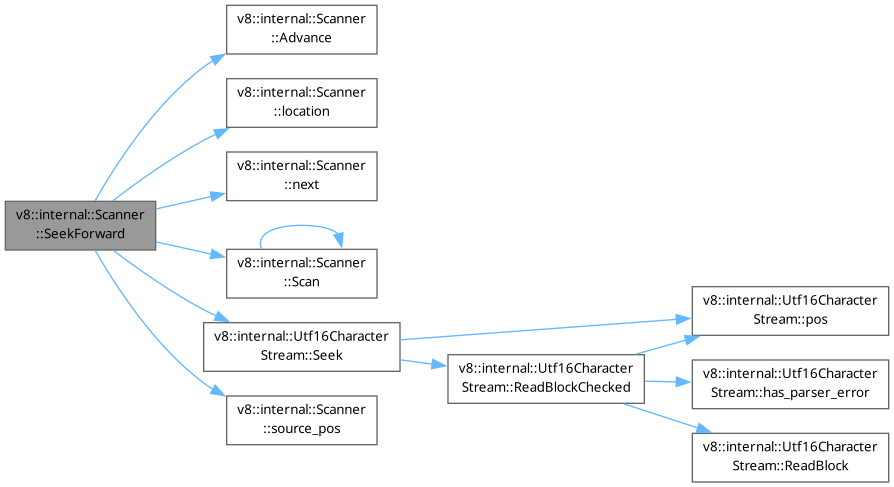 v8::internal::Scanner
::Advance
v8::internal::Scanner
::location
v8::internal::Scanner
::next
v8::internal::Scanner
::SeekForward
v8::internal::Scanner
::Scan
v8::internal::Utf16Character
Stream::pos
v8::internal::Utf16Character
Stream::Seek
v8::internal::Utf16Character
Stream::ReadBlockChecked
v8::internal::Utf16Character
Stream::has_parser_error
v8::internal::Scanner
::source_pos
v8::internal::Utf16Character
Stream::ReadBlock